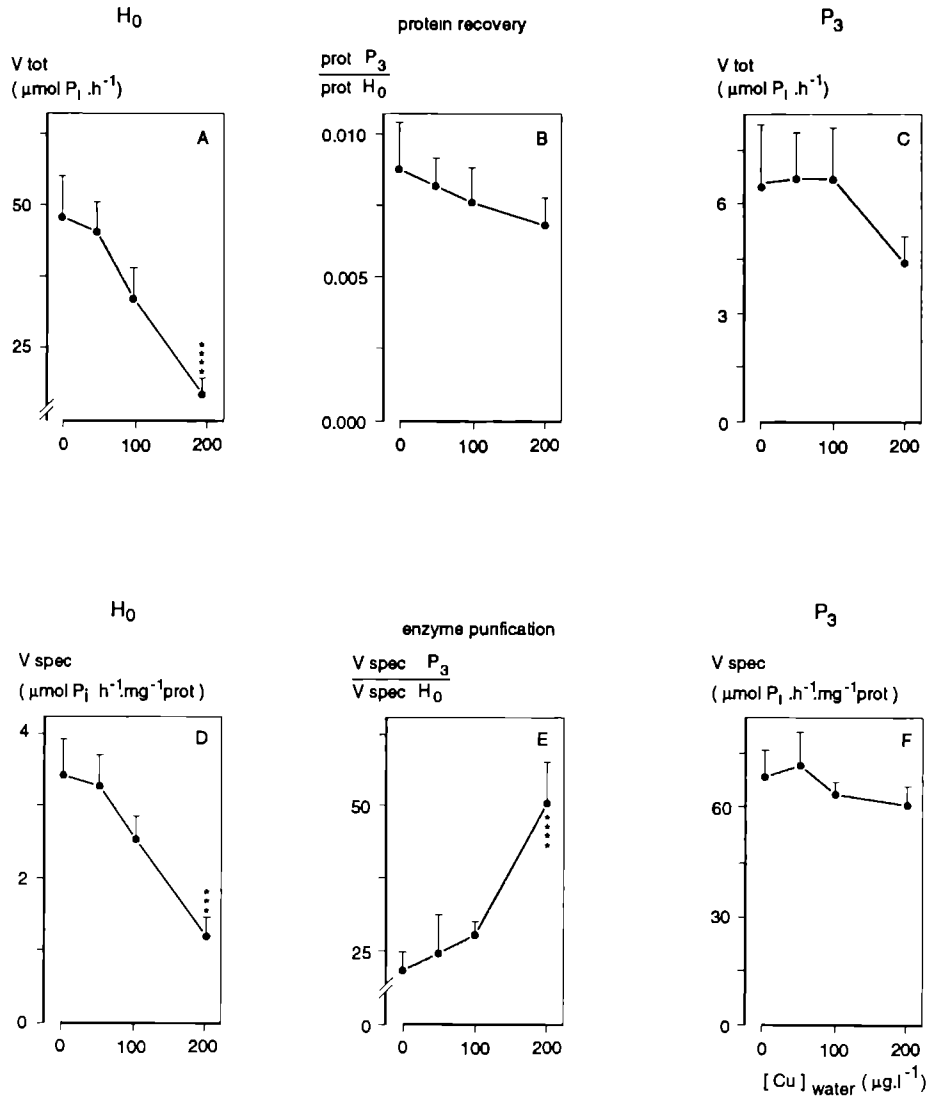 H0
V tot
( μmol Pi .h⁻¹)
A
50
25
0 100 200
****
protein recovery
prot P3
prot H0
B
0.010
0.005
0.000
0 100 200
P3
V tot
( μmol Pi .h⁻¹)
C
6
3
0
0 100 200
H0
V spec
( μmol Pi h⁻¹.mg⁻¹prot )
D
4
2
0
0 100 200
***
enzyme purification
V spec P3
V spec H0
E
50
25
0
0 100 200
****
P3
V spec
( μmol Pi .h⁻¹.mg⁻¹prot )
F
60
30
0
0 100 200
[ Cu ] water ( μg.l⁻¹)